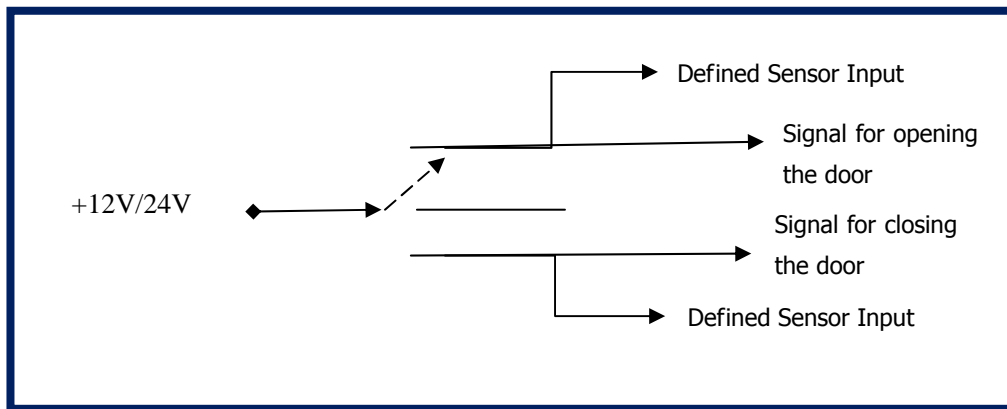 Defined Sensor Input
Signal for opening
the door
+12V/24V
Signal for closing
the door
Defined Sensor Input